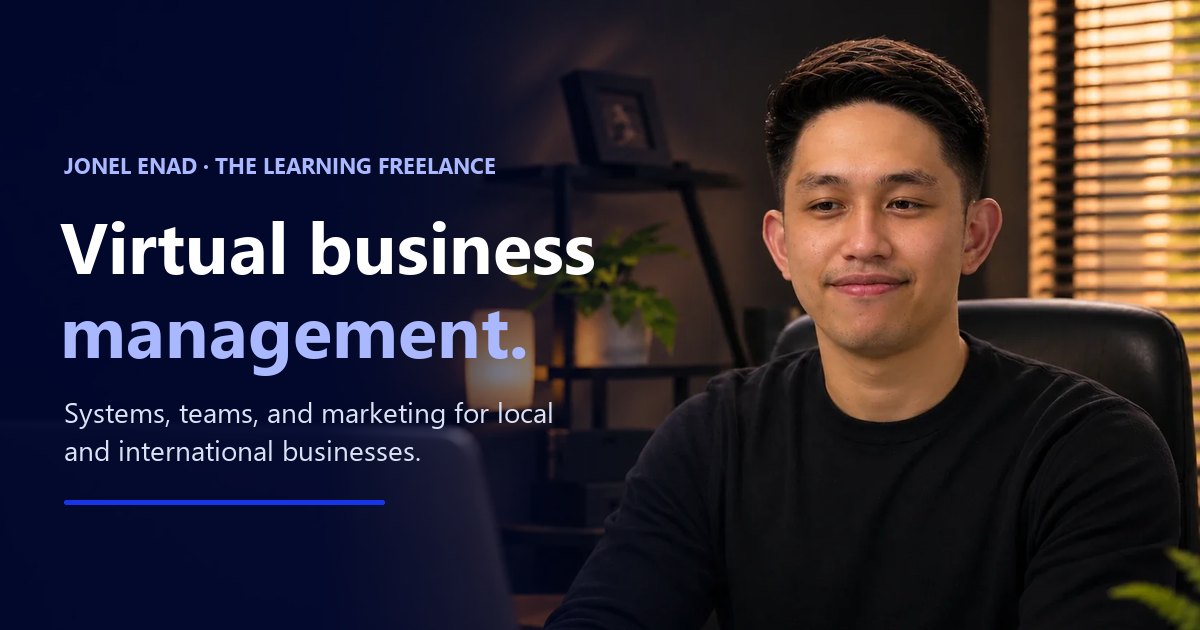 JONEL ENAD · THE LEARNING FREELANCE
Virtual business
management.
Systems, teams, and marketing for local
and international businesses.